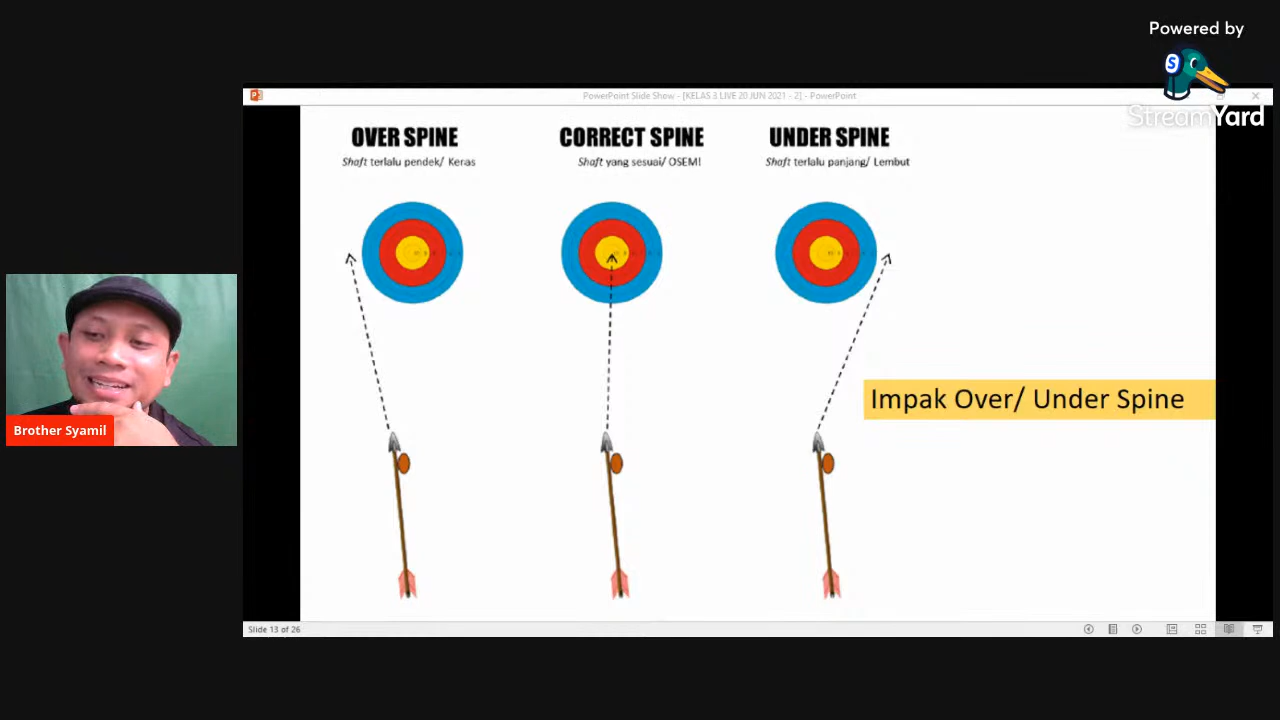 Powered by
S
StreamYard
PowerPoint Slide Show - [KELAS 3 LIVE 20 JUN 2021 - 2] - PowerPoint
OVER SPINE
Shaft terlalu pendek/ Keras
CORRECT SPINE
Shaft yang sesuai/ OSEM!
UNDER SPINE
Shaft terlalu panjang/ Lembut
Impak Over/ Under Spine
Brother Syamil
Slide 13 of 26